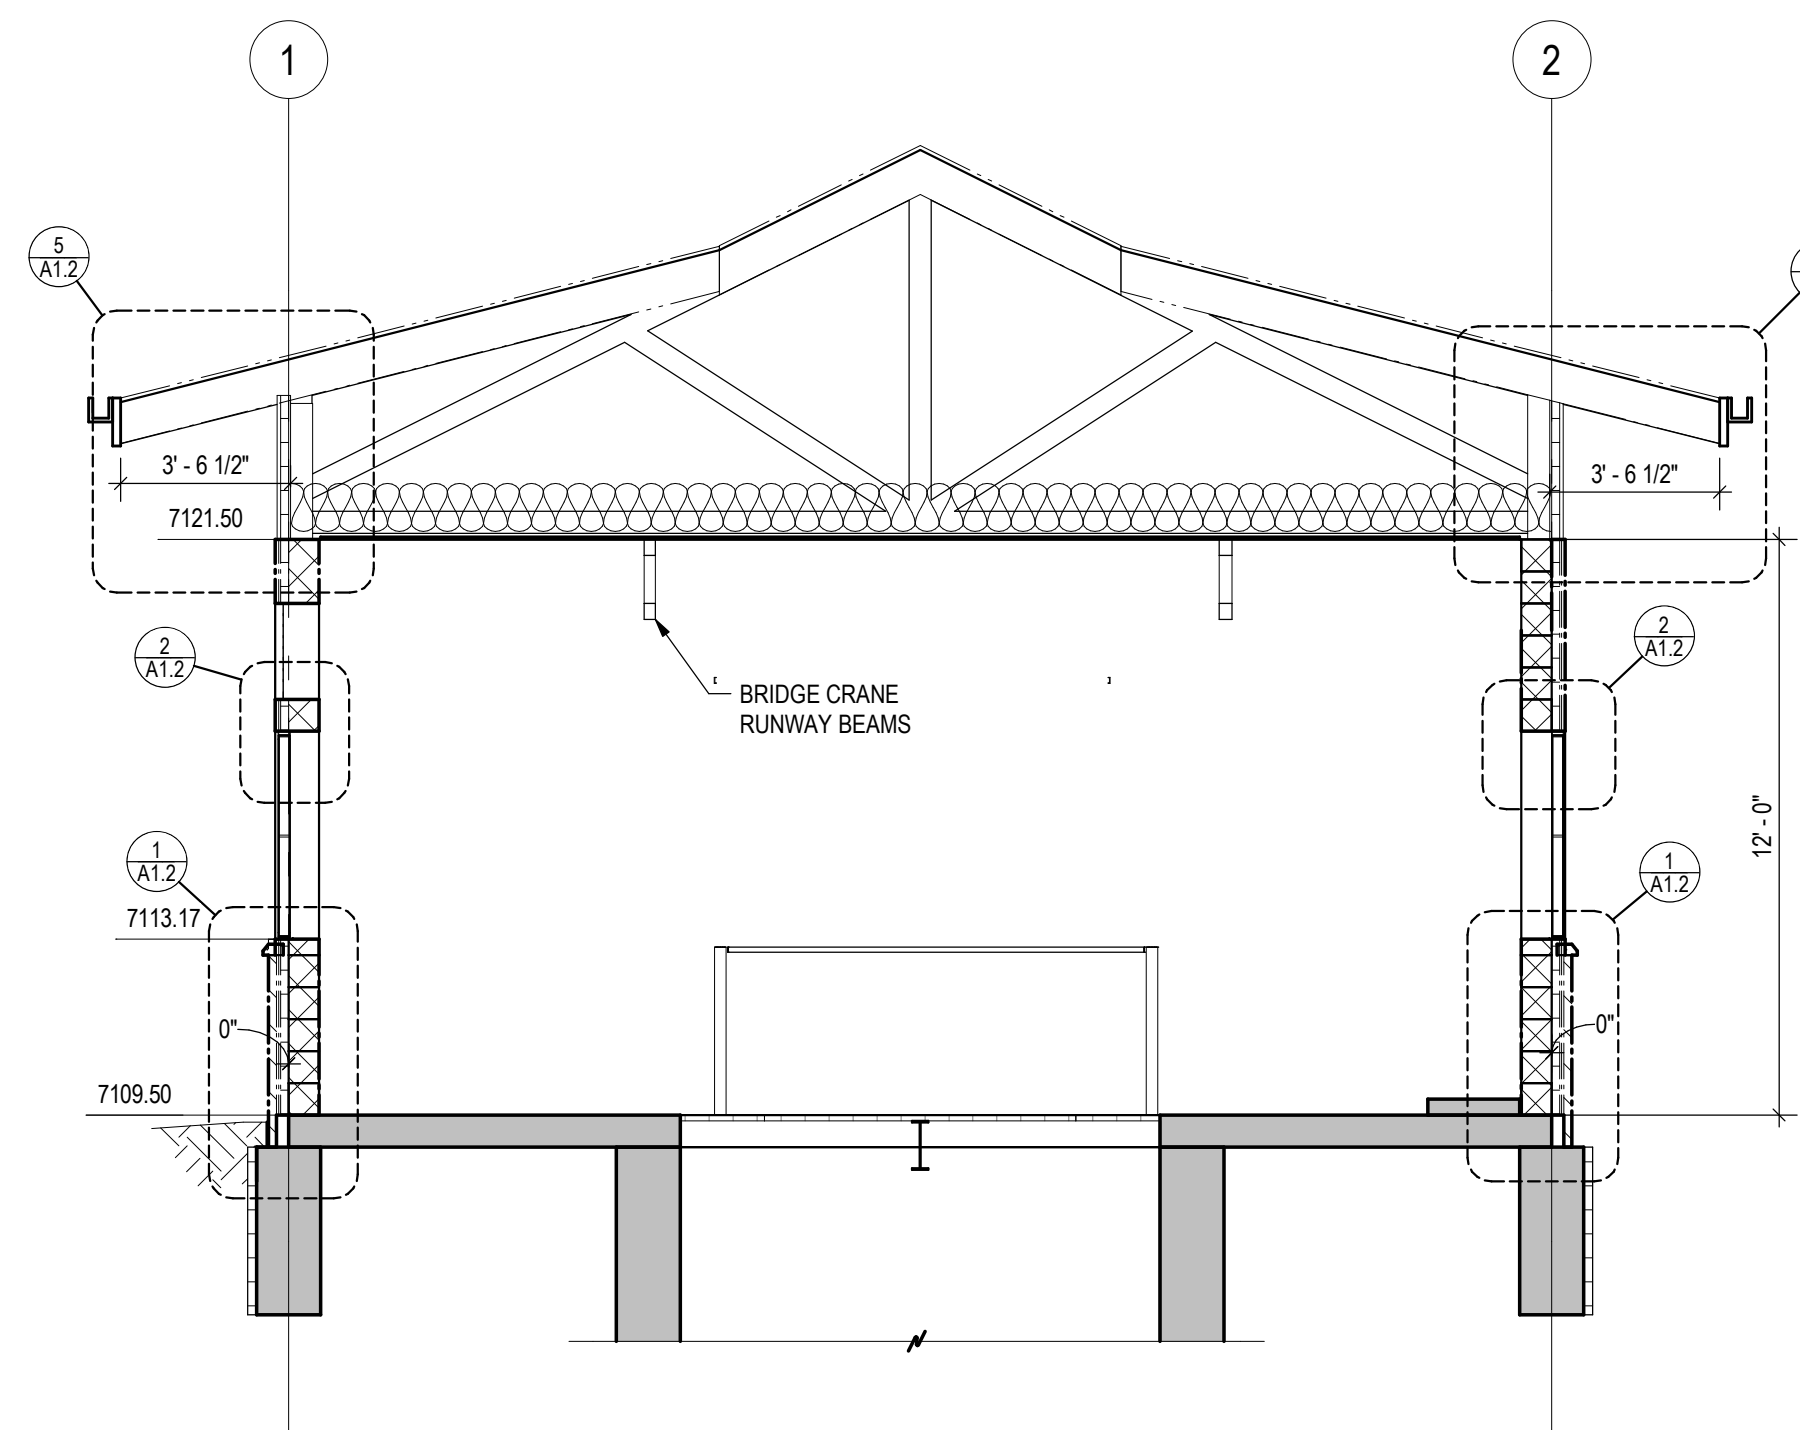 1
2
5
A1.2
3' - 6 1/2"
3' - 6 1/2"
7121.50
2
A1.2
2
A1.2
BRIDGE CRANE
RUNWAY BEAMS
12' - 0"
1
A1.2
1
A1.2
7113.17
0"
0"
7109.50